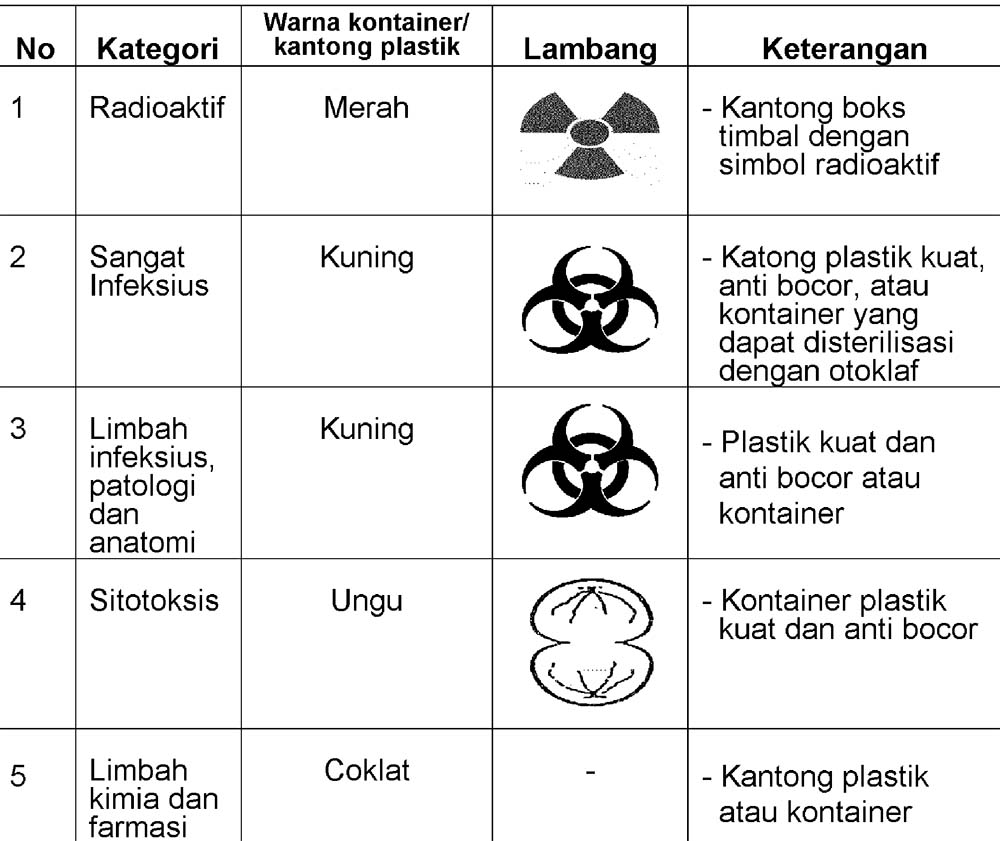 No Kategori Warna kontainer/ kantong plastik Lambang Keterangan
1 Radioaktif Merah - Kantong boks
timbal dengan
simbol radioaktif
2 Sangat Kuning - Katong plastik kuat,
Infeksius anti bocor, atau
kontainer yang
dapat disterilisasi
dengan otoklaf
3 Limbah Kuning - Plastik kuat dan
infeksius, anti bocor atau
patologi kontainer
dan
anatomi
4 Sitotoksis Ungu - Kontainer plastik
kuat dan anti bocor
5 Limbah Coklat - - Kantong plastik
kimia dan atau kontainer
farmasi